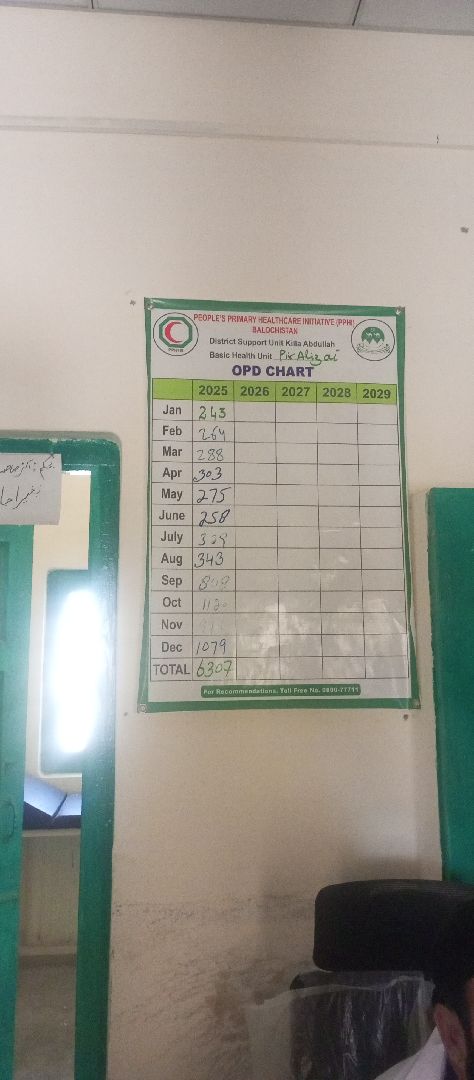 PEOPLE'S PRIMARY HEALTHCARE INITIATIVE (PPHI)
BALOCHISTAN
District Support Unit Killa Abdullah
Basic Health Unit Pir Alizai
OPD CHART
2025 2026 2027 2028 2029
Jan 243
Feb 264
Mar 288
Apr 303
May 275
June 258
July
Aug 343
Sep
Oct
Nov
Dec 1079
TOTAL 6307
For Recommendations, Toll Free No. 0800-77711